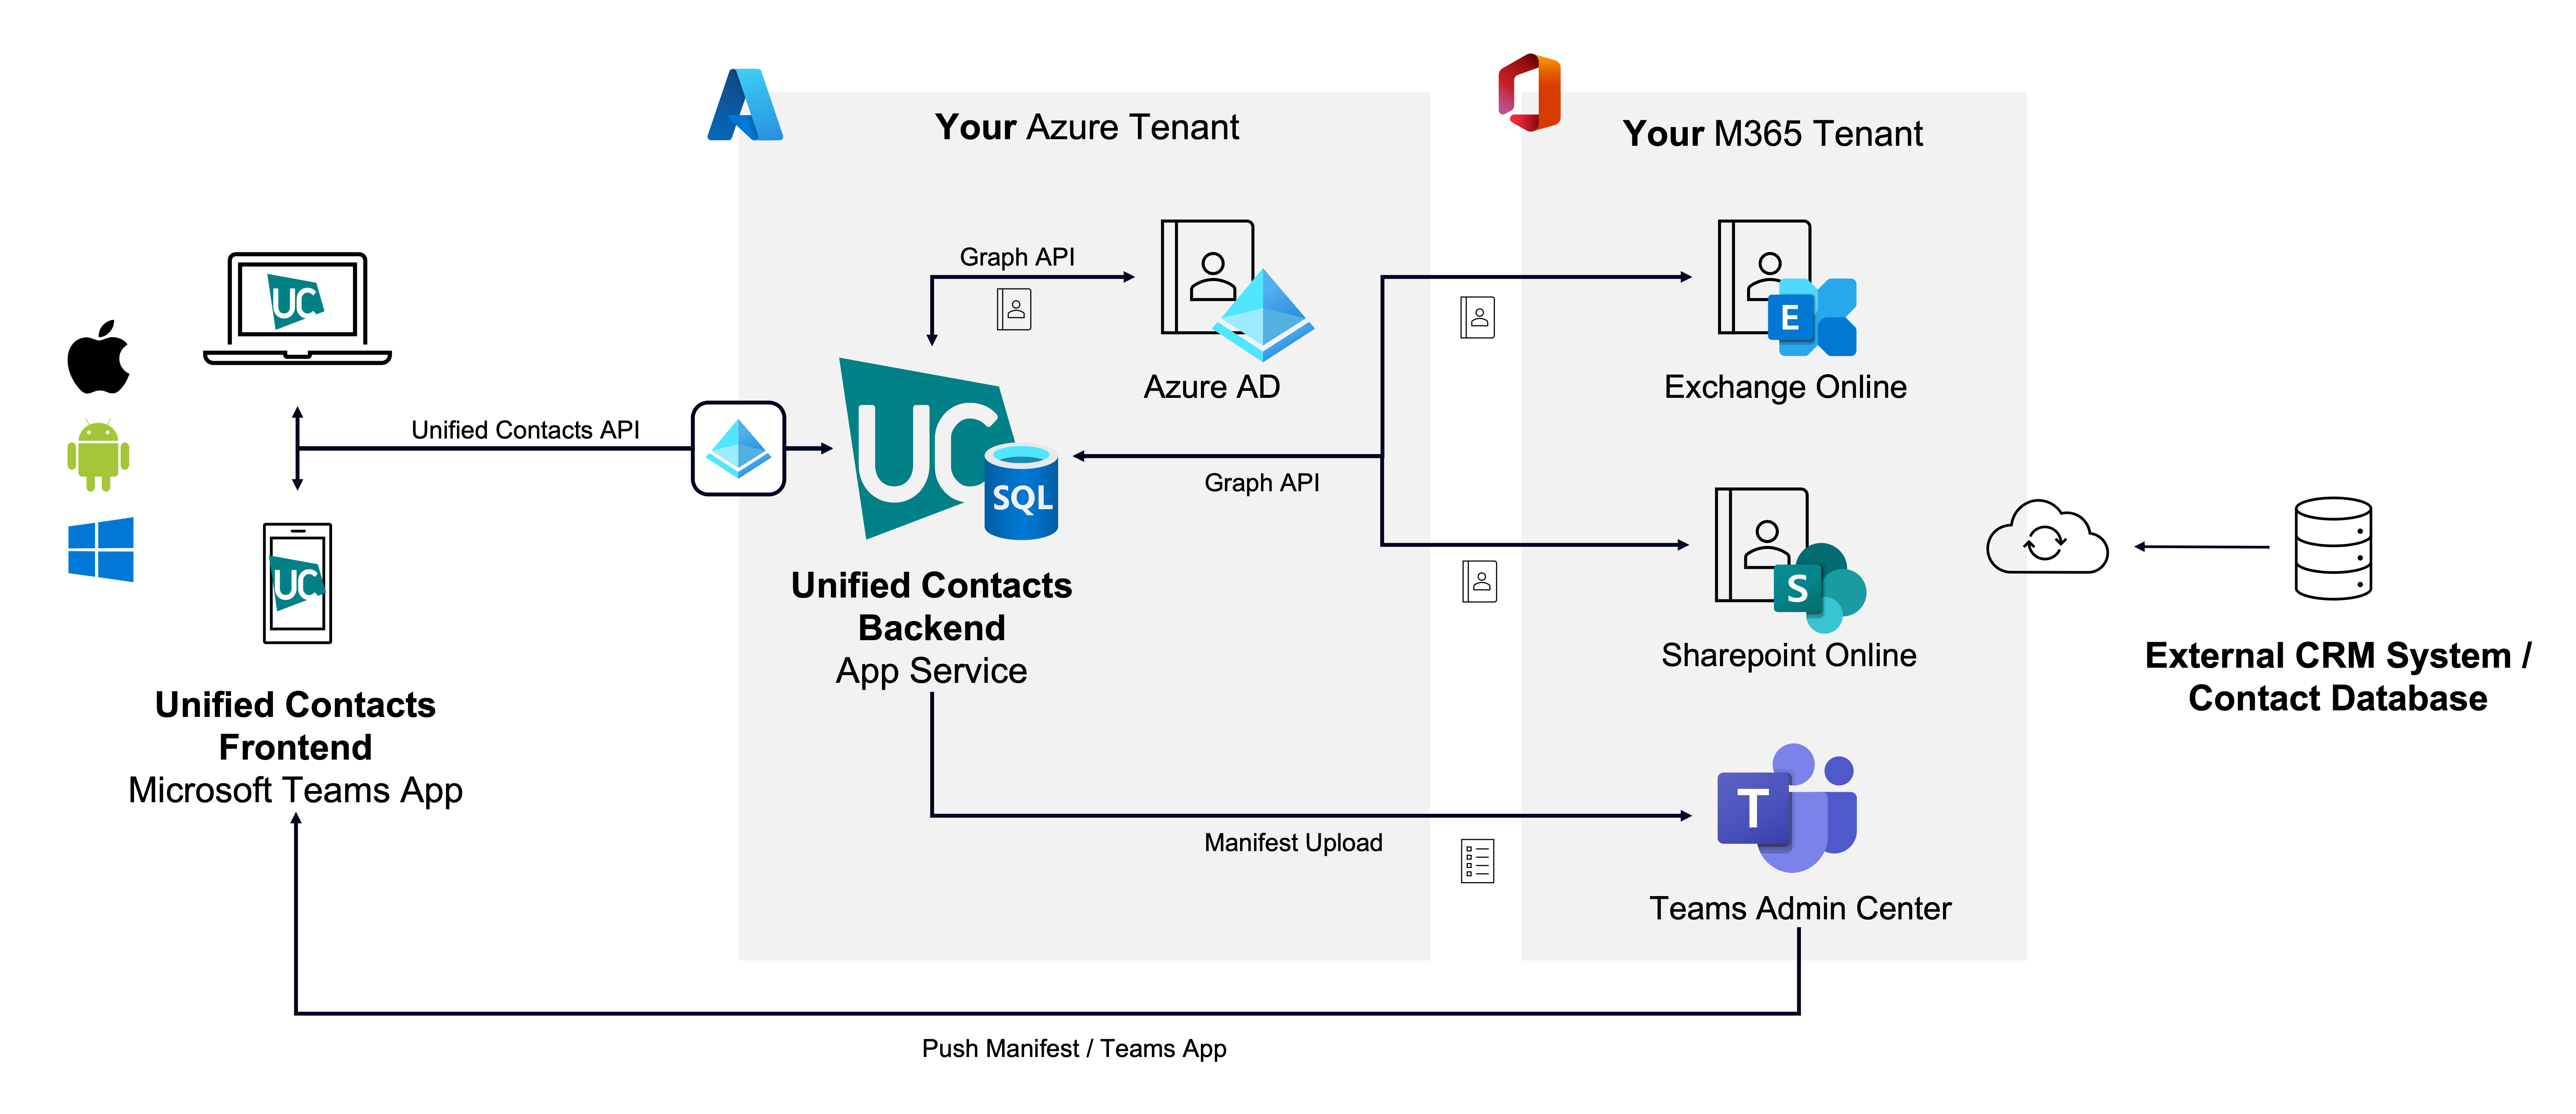 Your Azure Tenant
Your M365 Tenant
Graph API
UC
Azure AD
E
Exchange Online
Unified Contacts API
UC
SQL
Graph API
UC
Unified Contacts
Backend
App Service
S
Sharepoint Online
External CRM System /
Contact Database
Unified Contacts
Frontend
Microsoft Teams App
T
Manifest Upload
Teams Admin Center
Push Manifest / Teams App